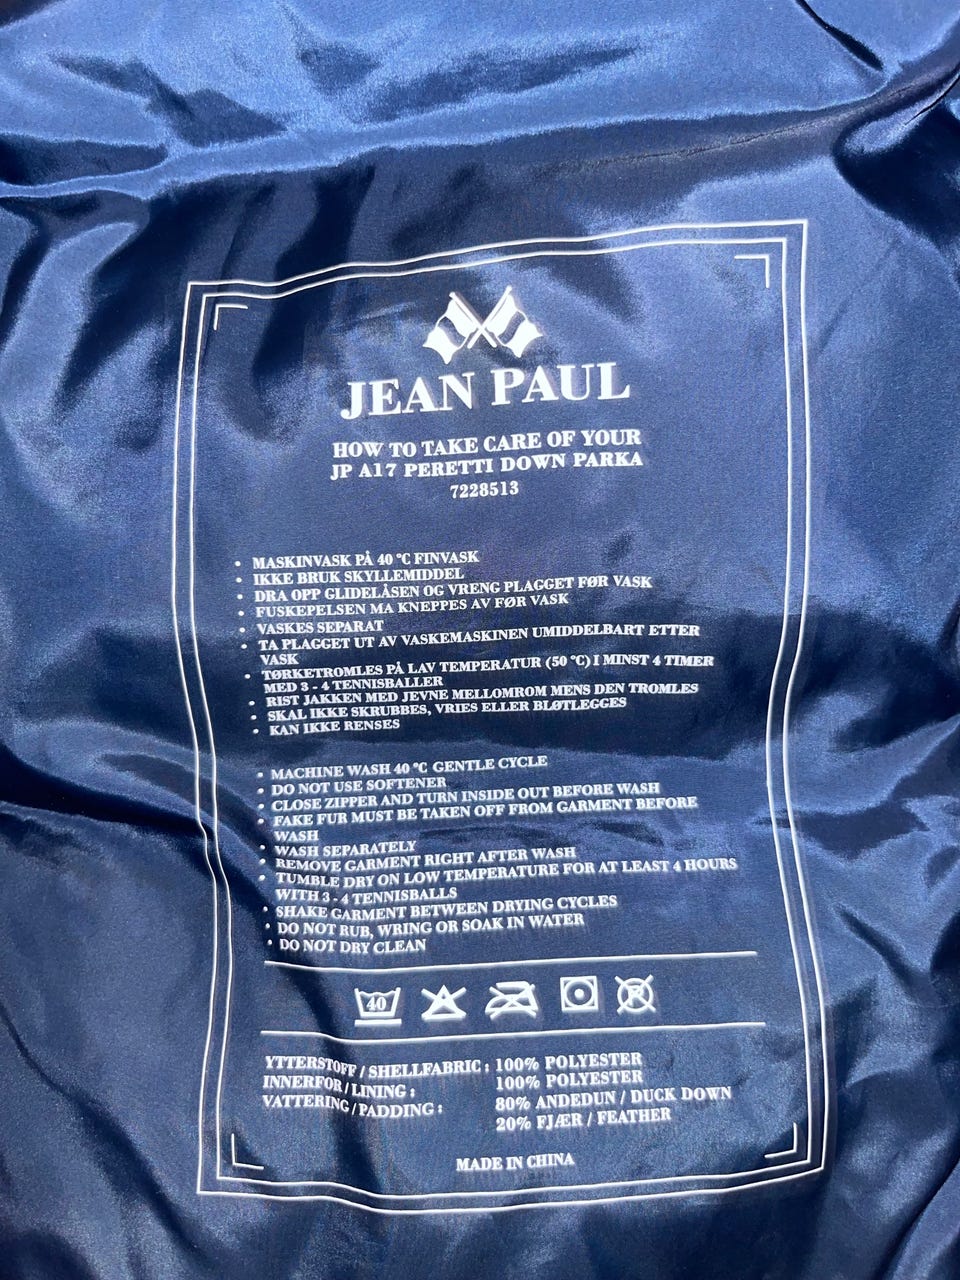 JEAN PAUL
HOW TO TAKE CARE OF YOUR
JP A17 PERETTI DOWN PARKA
7228513
• MASKINVASK PÅ 40 °C FINVASK
• IKKE BRUK SKYLLEMIDDEL
• DRA OPP GLIDELÅSEN OG VRENG PLAGGET FØR VASK
• FUSKEPELSEN MA KNEPPES AV FØR VASK
• VASKES SEPARAT
• TA PLAGGET UT AV VASKEMASKINEN UMIDDELBART ETTER
VASK
• TØRKETROMLES PÅ LAV TEMPERATUR (50 °C) I MINST 4 TIMER
MED 3 - 4 TENNISBALLER
• RIST JAKKEN MED JEVNE MELLOMROM MENS DEN TROMLES
• SKAL IKKE SKRUBBES, VRIES ELLER BLØTLEGGES
• KAN IKKE RENSES
• MACHINE WASH 40 °C GENTLE CYCLE
• DO NOT USE SOFTENER
• CLOSE ZIPPER AND TURN INSIDE OUT BEFORE WASH
• FAKE FUR MUST BE TAKEN OFF FROM GARMENT BEFORE
WASH
• WASH SEPARATELY
• REMOVE GARMENT RIGHT AFTER WASH
• TUMBLE DRY ON LOW TEMPERATURE FOR AT LEAST 4 HOURS
WITH 3 - 4 TENNISBALLS
• SHAKE GARMENT BETWEEN DRYING CYCLES
• DO NOT RUB, WRING OR SOAK IN WATER
• DO NOT DRY CLEAN
40 P
YTTERSTOFF / SHELLFABRIC : 100% POLYESTER
INNERFOR / LINING : 100% POLYESTER
VATTERING / PADDING : 80% ANDEDUN / DUCK DOWN
20% FJÆR / FEATHER
MADE IN CHINA